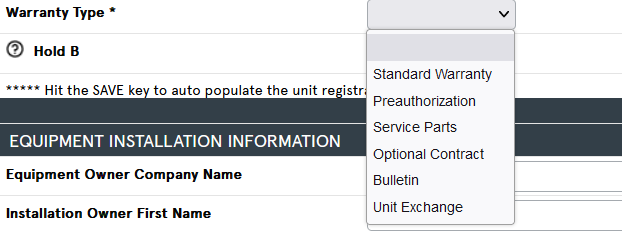 Warranty Type *
Hold B
***** Hit the SAVE key to auto populate the unit
Standard Warranty
Preauthorization
Service Parts
Optional Contract
Bulletin
Unit Exchange
EQUIPMENT INSTALLATION INFORMATION
Equipment Owner Company Name
Installation Owner First Name